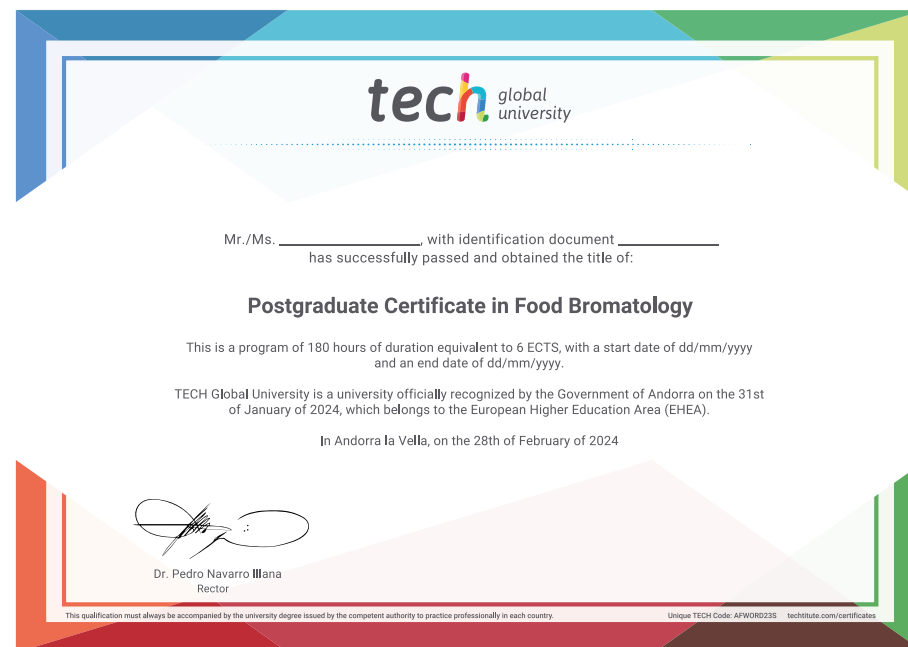 tech global
university
Mr./Ms. ____________, with identification document ____________
has successfully passed and obtained the title of:
Postgraduate Certificate in Food Bromatology
This is a program of 180 hours of duration equivalent to 6 ECTS, with a start date of dd/mm/yyyy
and an end date of dd/mm/yyyy.
TECH Global University is a university officially recognized by the Government of Andorra on the 31st
of January of 2024, which belongs to the European Higher Education Area (EHEA).
In Andorra la Vella, on the 28th of February of 2024
Dr. Pedro Navarro Illana
Rector
This qualification must always be accompanied by the university degree issued by the competent authority to practice professionally in each country. Unique TECH Code: AFWORD23S techtitute.com/certificates